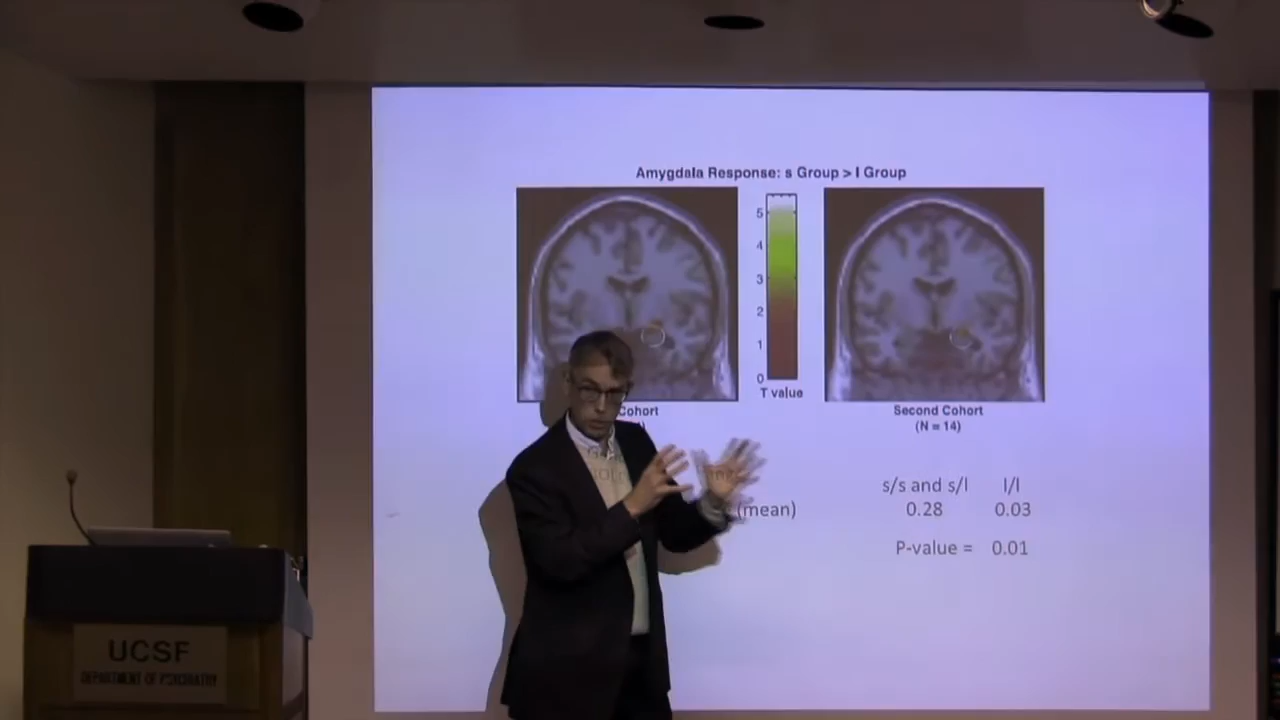 Amygdala Response: s Group > l Group
5
4
3
2
1
0
T value
Cohort
Second Cohort
(N = 14)
s/s and s/l l/l
(mean) 0.28 0.03
P-value = 0.01
UCSF
DEPARTMENT OF PSYCHIATRY